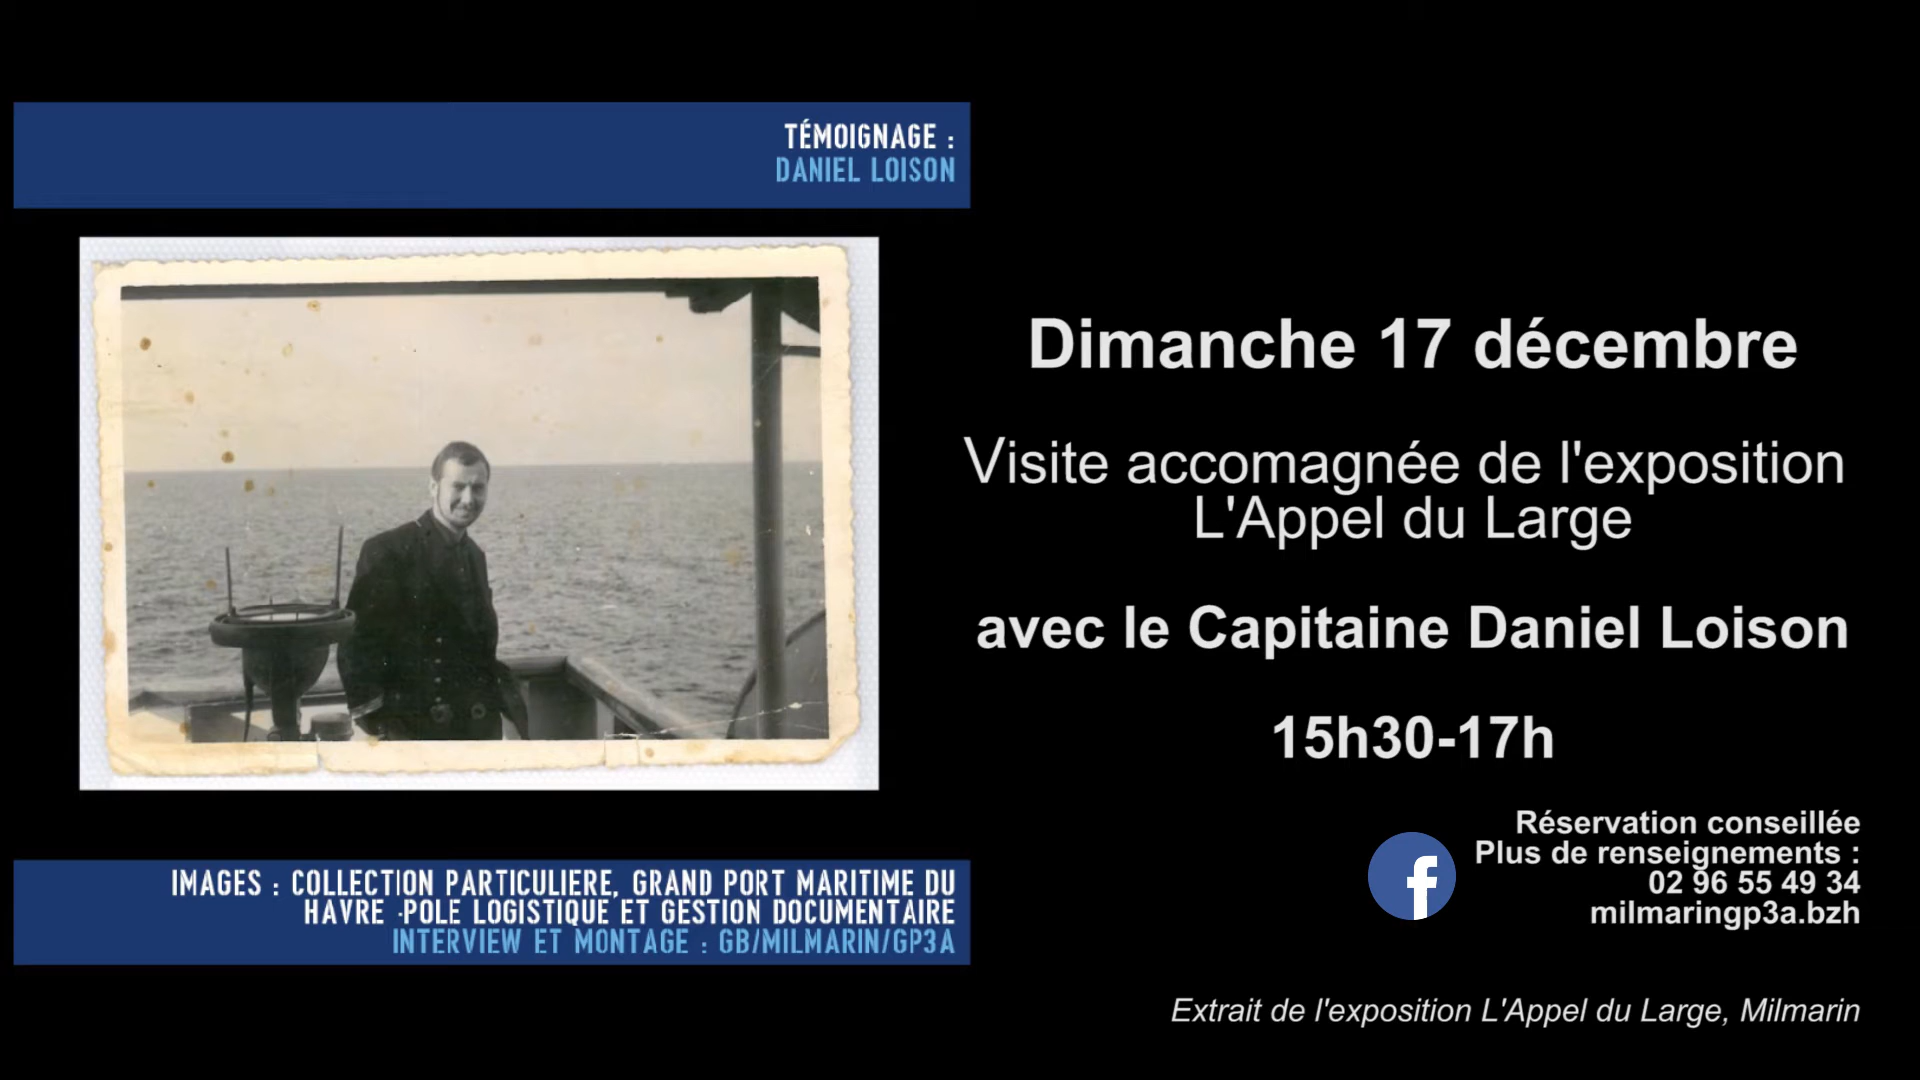 TÉMOIGNAGE :
DANIEL LOISON
Dimanche 17 décembre
Visite accomagnée de l'exposition
L'Appel du Large
avec le Capitaine Daniel Loison
15h30-17h
Réservation conseillée
Plus de renseignements :
02 96 55 49 34
milmaringp3a.bzh
IMAGES : COLLECTION PARTICULIERE, GRAND PORT MARITIME DU
HAVRE -POLE LOGISTIQUE ET GESTION DOCUMENTAIRE
INTERVIEW ET MONTAGE : GB/MILMARIN/GP3A
Extrait de l'exposition L'Appel du Large, Milmarin